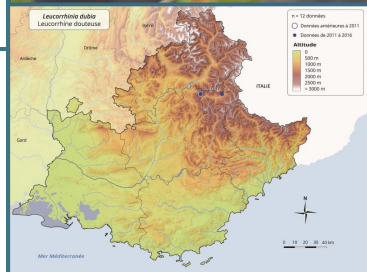 Leucorrhinia dubia
Leucorrhine douteuse
Isère
Drôme
Ardèche
Gard
ITALIE
Mer Méditerranée
n = 12 données
Données antérieures à 2011
Données de 2011 à 2016
Altitude
0
500 m
1000 m
1500 m
2000 m
2500 m
> 3000 m
N
0 10 20 30 40 km